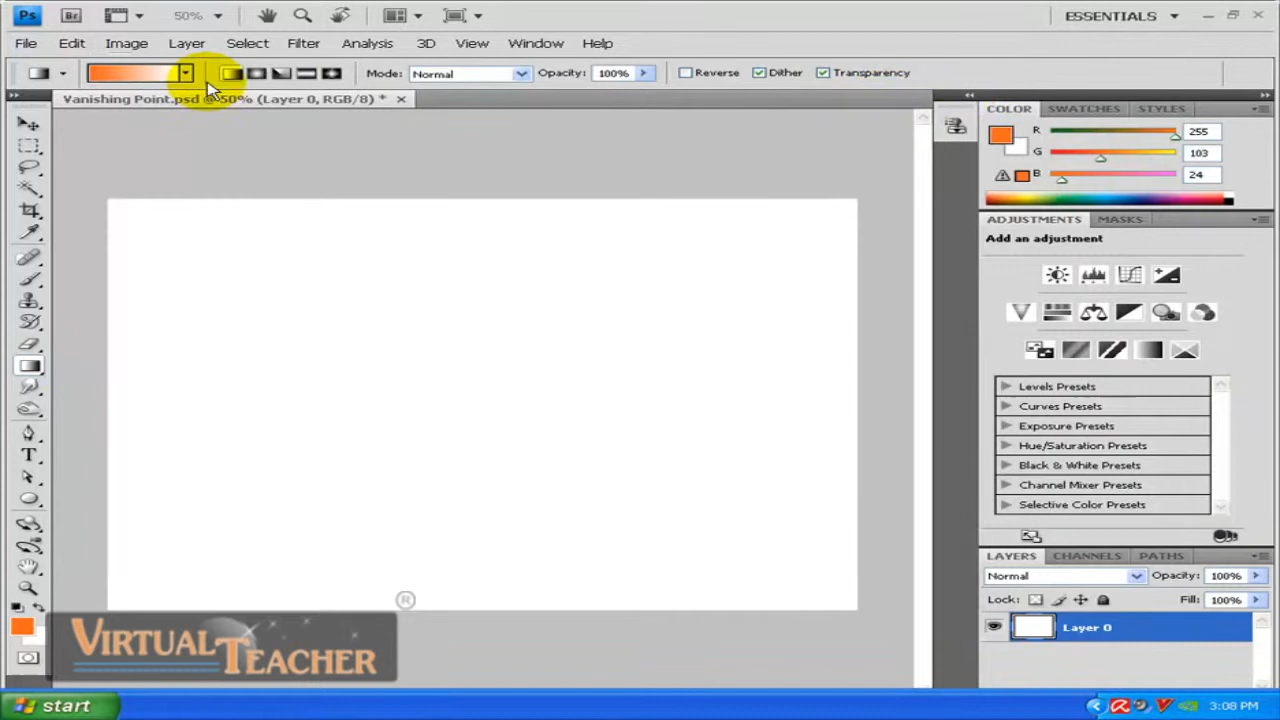 Ps Br 50% ESSENTIALS
File Edit Image Layer Select Filter Analysis 3D View Window Help
Mode: Normal Opacity: 100% Reverse Dither Transparency
Vanishing Point.psd @ 50% (Layer 0, RGB/8) *
COLOR SWATCHES STYLES
R 255
G 103
B 24
ADJUSTMENTS MASKS
Add an adjustment
Levels Presets
Curves Presets
Exposure Presets
Hue/Saturation Presets
Black & White Presets
Channel Mixer Presets
Selective Color Presets
LAYERS CHANNELS PATHS
Normal Opacity: 100%
Lock: Fill: 100%
Layer 0
T
®
VIRTUAL TEACHER
start 3:08 PM